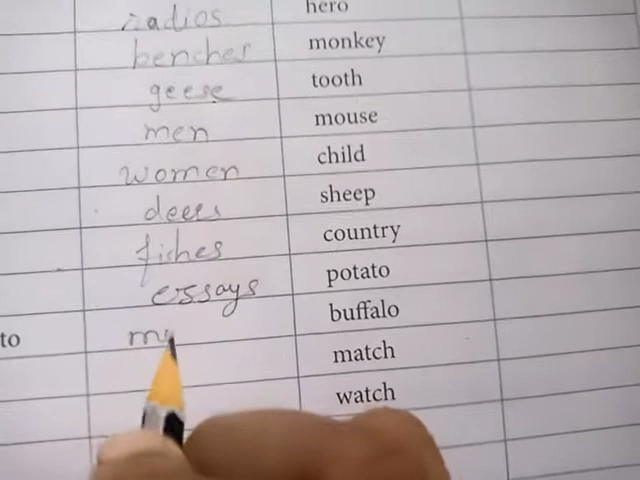 radios hero
benches monkey
geese tooth
men mouse
women child
deers sheep
fishes country
essays potato
to m buffalo
match
watch